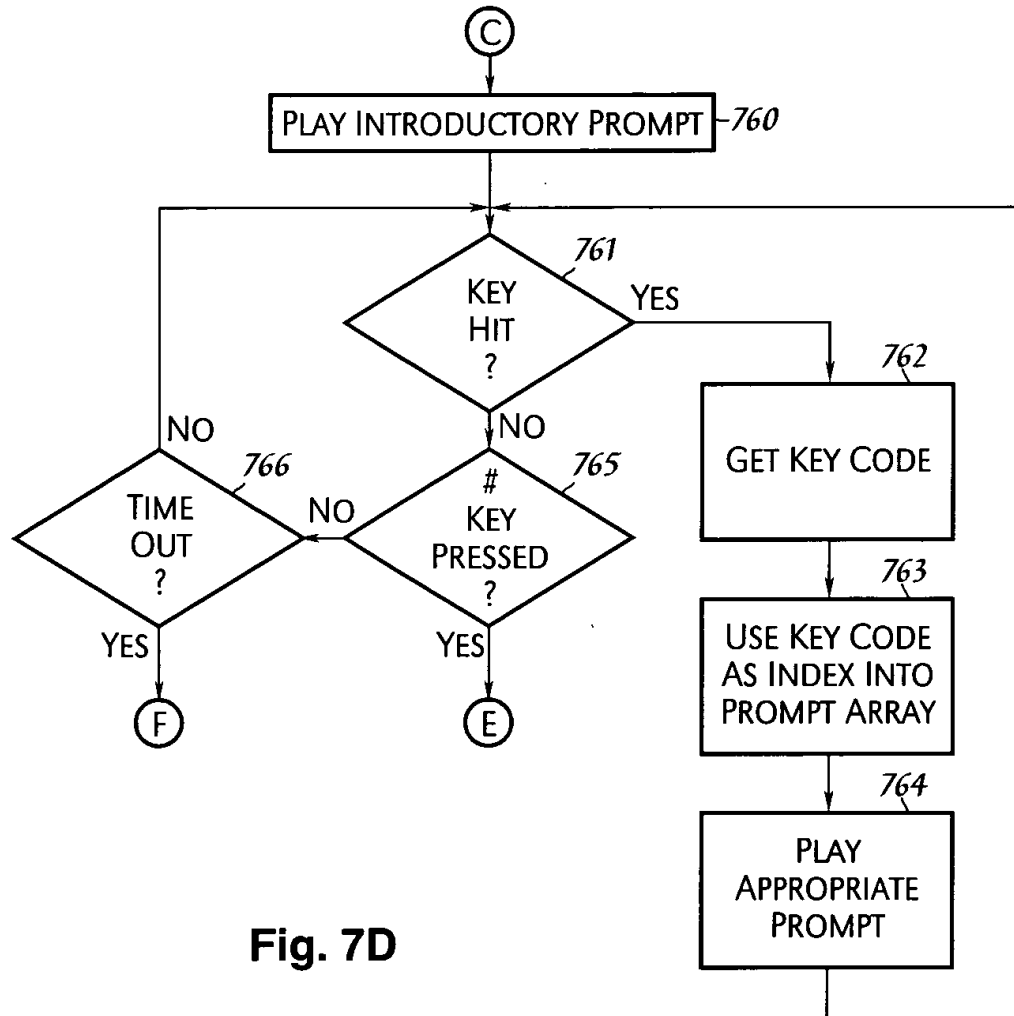 C
PLAY INTRODUCTORY PROMPT
760
761
KEY
HIT
?
YES
762
NO
NO
GET KEY CODE
766
TIME
OUT
?
NO
765
#
KEY
PRESSED
?
763
USE KEY CODE
AS INDEX INTO
PROMPT ARRAY
YES
YES
F
E
764
PLAY
APPROPRIATE
PROMPT
Fig. 7D